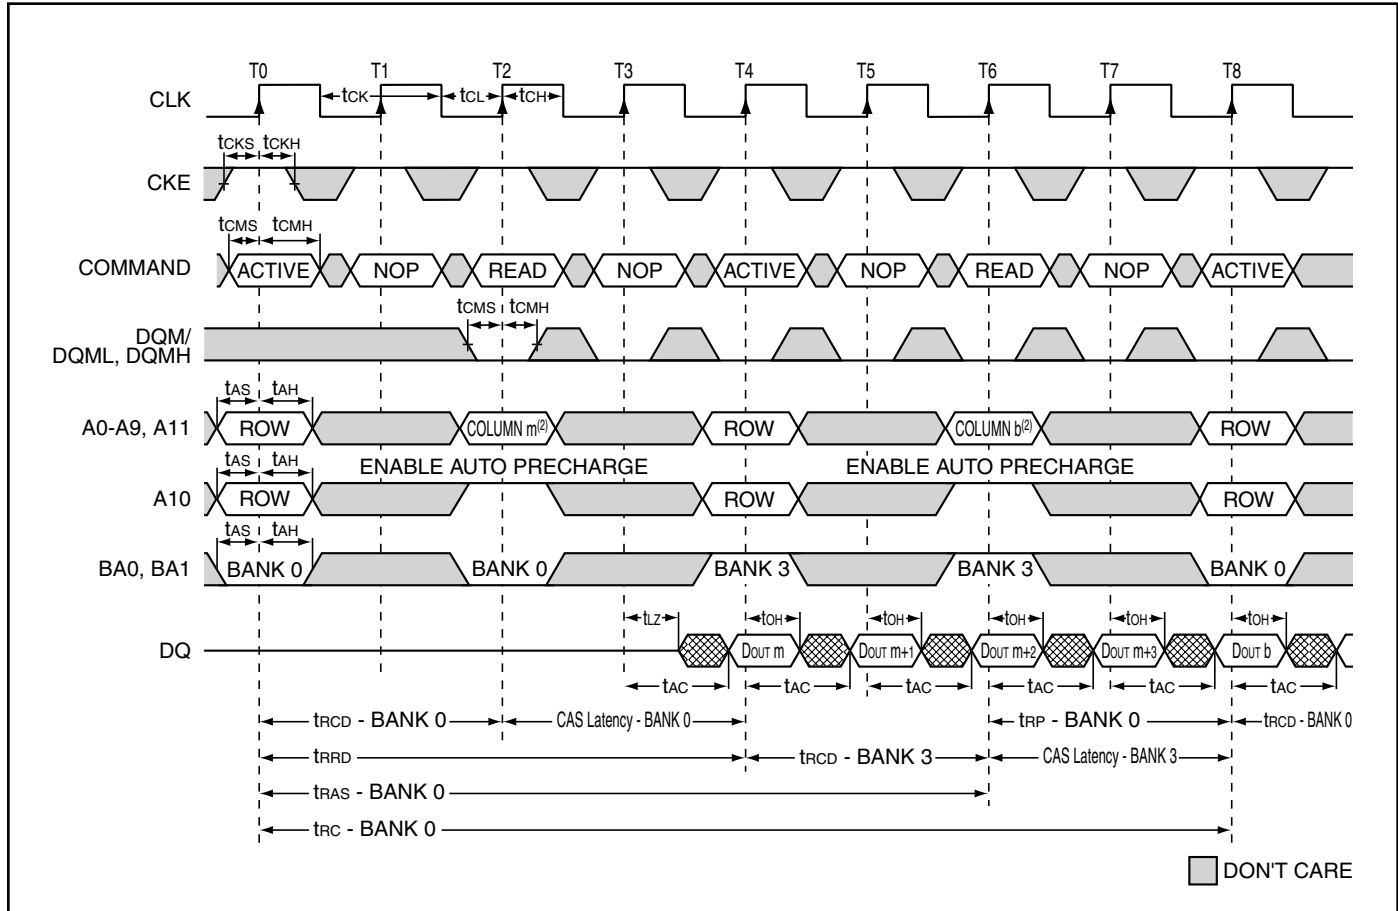 T0 T1 T2 T3 T4 T5 T6 T7 T8
CLK tCK tCL tCH
tCKS tCKH
CKE
tCMS tCMH
COMMAND ACTIVE NOP READ NOP ACTIVE NOP READ NOP ACTIVE
tCMS tCMH
DQM/
DQML, DQMH
tAS tAH
A0-A9, A11 ROW COLUMN m(2) ROW COLUMN b(2) ROW
tAS tAH ENABLE AUTO PRECHARGE ENABLE AUTO PRECHARGE
A10 ROW ROW ROW
tAS tAH
BA0, BA1 BANK 0 BANK 0 BANK 3 BANK 3 BANK 0
tLZ tOH tOH tOH tOH tOH
DQ DOUT m DOUT m+1 DOUT m+2 DOUT m+3 DOUT b
tAC tAC tAC tAC tAC tAC
tRCD - BANK 0 CAS Latency - BANK 0 tRP - BANK 0 tRCD - BANK 0
tRRD tRCD - BANK 3 CAS Latency - BANK 3
tRAS - BANK 0
tRC - BANK 0
DON'T CARE